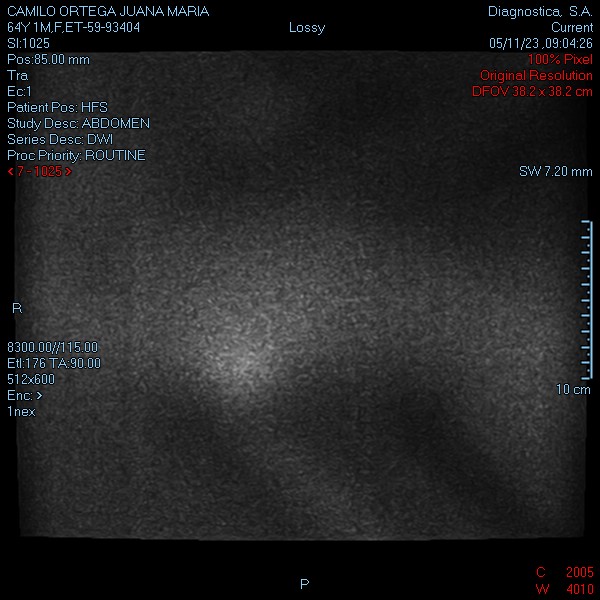 CAMILO ORTEGA JUANA MARIA
64Y 1M,F,ET-59-93404
SI:1025
Pos:85.00 mm
Tra
Ec:1
Patient Pos: HFS
Study Desc: ABDOMEN
Series Desc: DWI
Proc Priority: ROUTINE
< 7 - 1025 >
Lossy
Diagnostica, S.A.
Current
05/11/23 ,09:04:26
100% Pixel
Original Resolution
DFOV 38.2 x 38.2 cm
SW 7.20 mm
R
8300.00//115.00
Etl:176 TA:90.00
512x600
Enc: >
1nex
10 cm
P
C 2005
W 4010